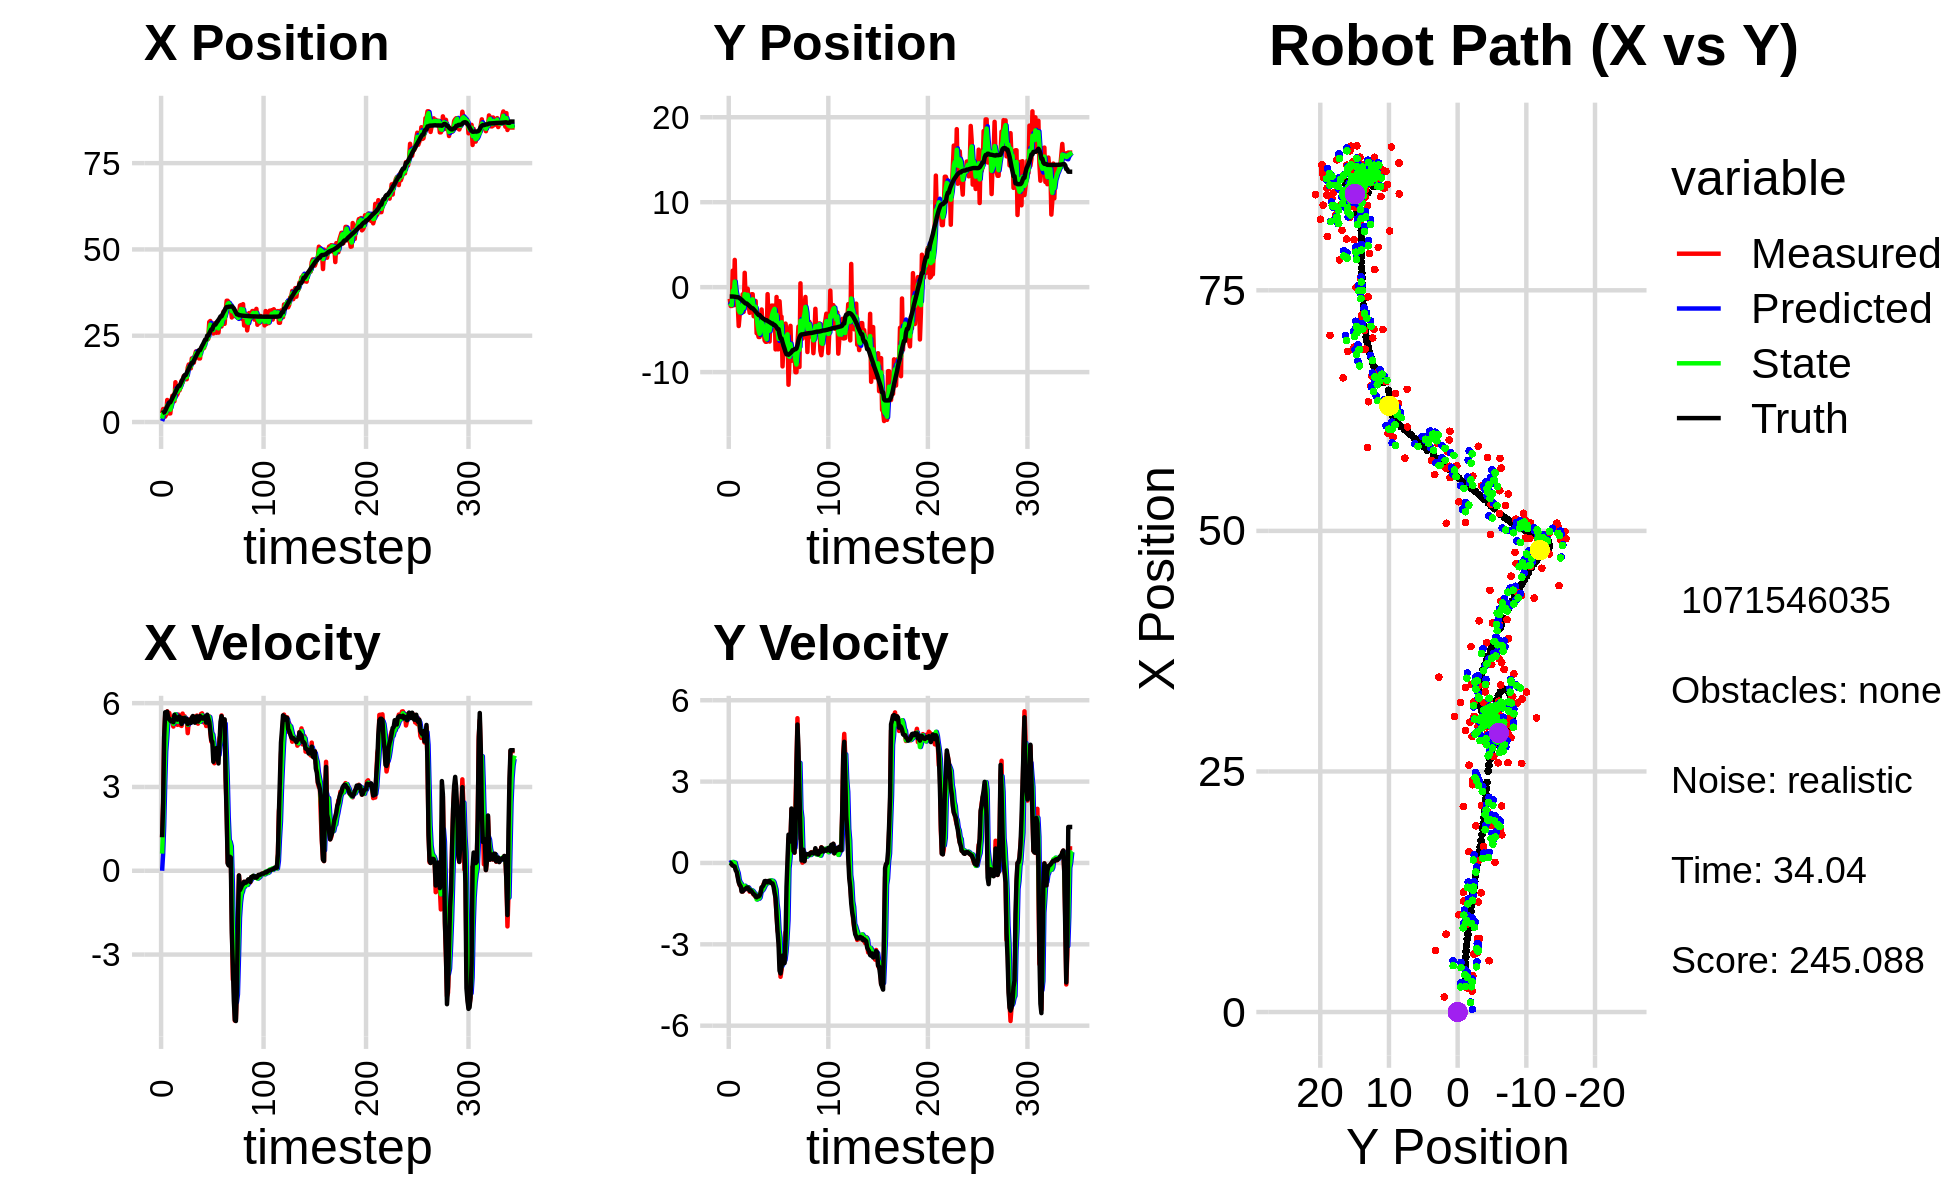 X Position
75
50
25
0
0
100
200
300
timestep
Y Position
20
10
0
-10
0
100
200
300
timestep
X Velocity
6
3
0
-3
0
100
200
300
timestep
Y Velocity
6
3
0
-3
-6
0
100
200
300
timestep
Robot Path (X vs Y)
X Position
75
50
25
0
20 10 0 -10 -20
Y Position
variable
Measured
Predicted
State
Truth
1071546035
Obstacles: none
Noise: realistic
Time: 34.04
Score: 245.088